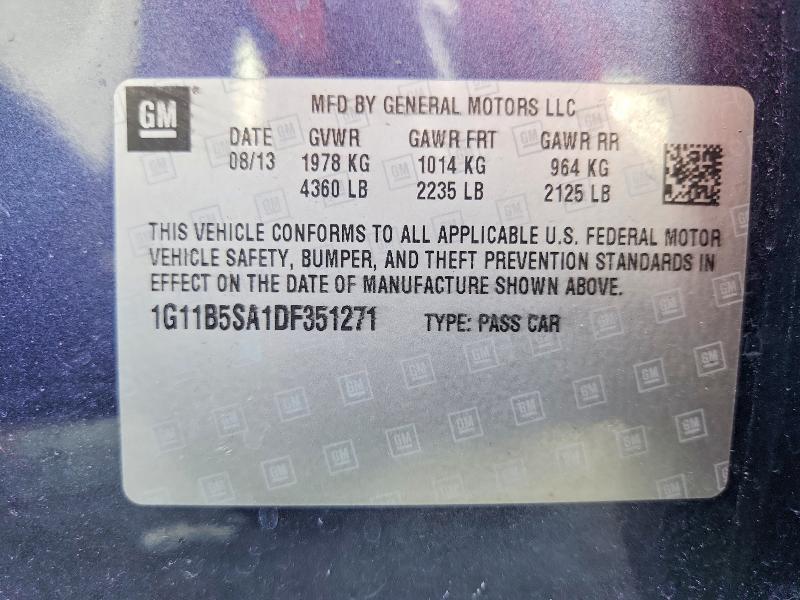 GM
MFD BY GENERAL MOTORS LLC
DATE GVWR GAWR FRT GAWR RR
08/13 1978 KG 1014 KG 964 KG
4360 LB 2235 LB 2125 LB
THIS VEHICLE CONFORMS TO ALL APPLICABLE U.S. FEDERAL MOTOR
VEHICLE SAFETY, BUMPER, AND THEFT PREVENTION STANDARDS IN
EFFECT ON THE DATE OF MANUFACTURE SHOWN ABOVE.
1G11B5SA1DF351271 TYPE: PASS CAR